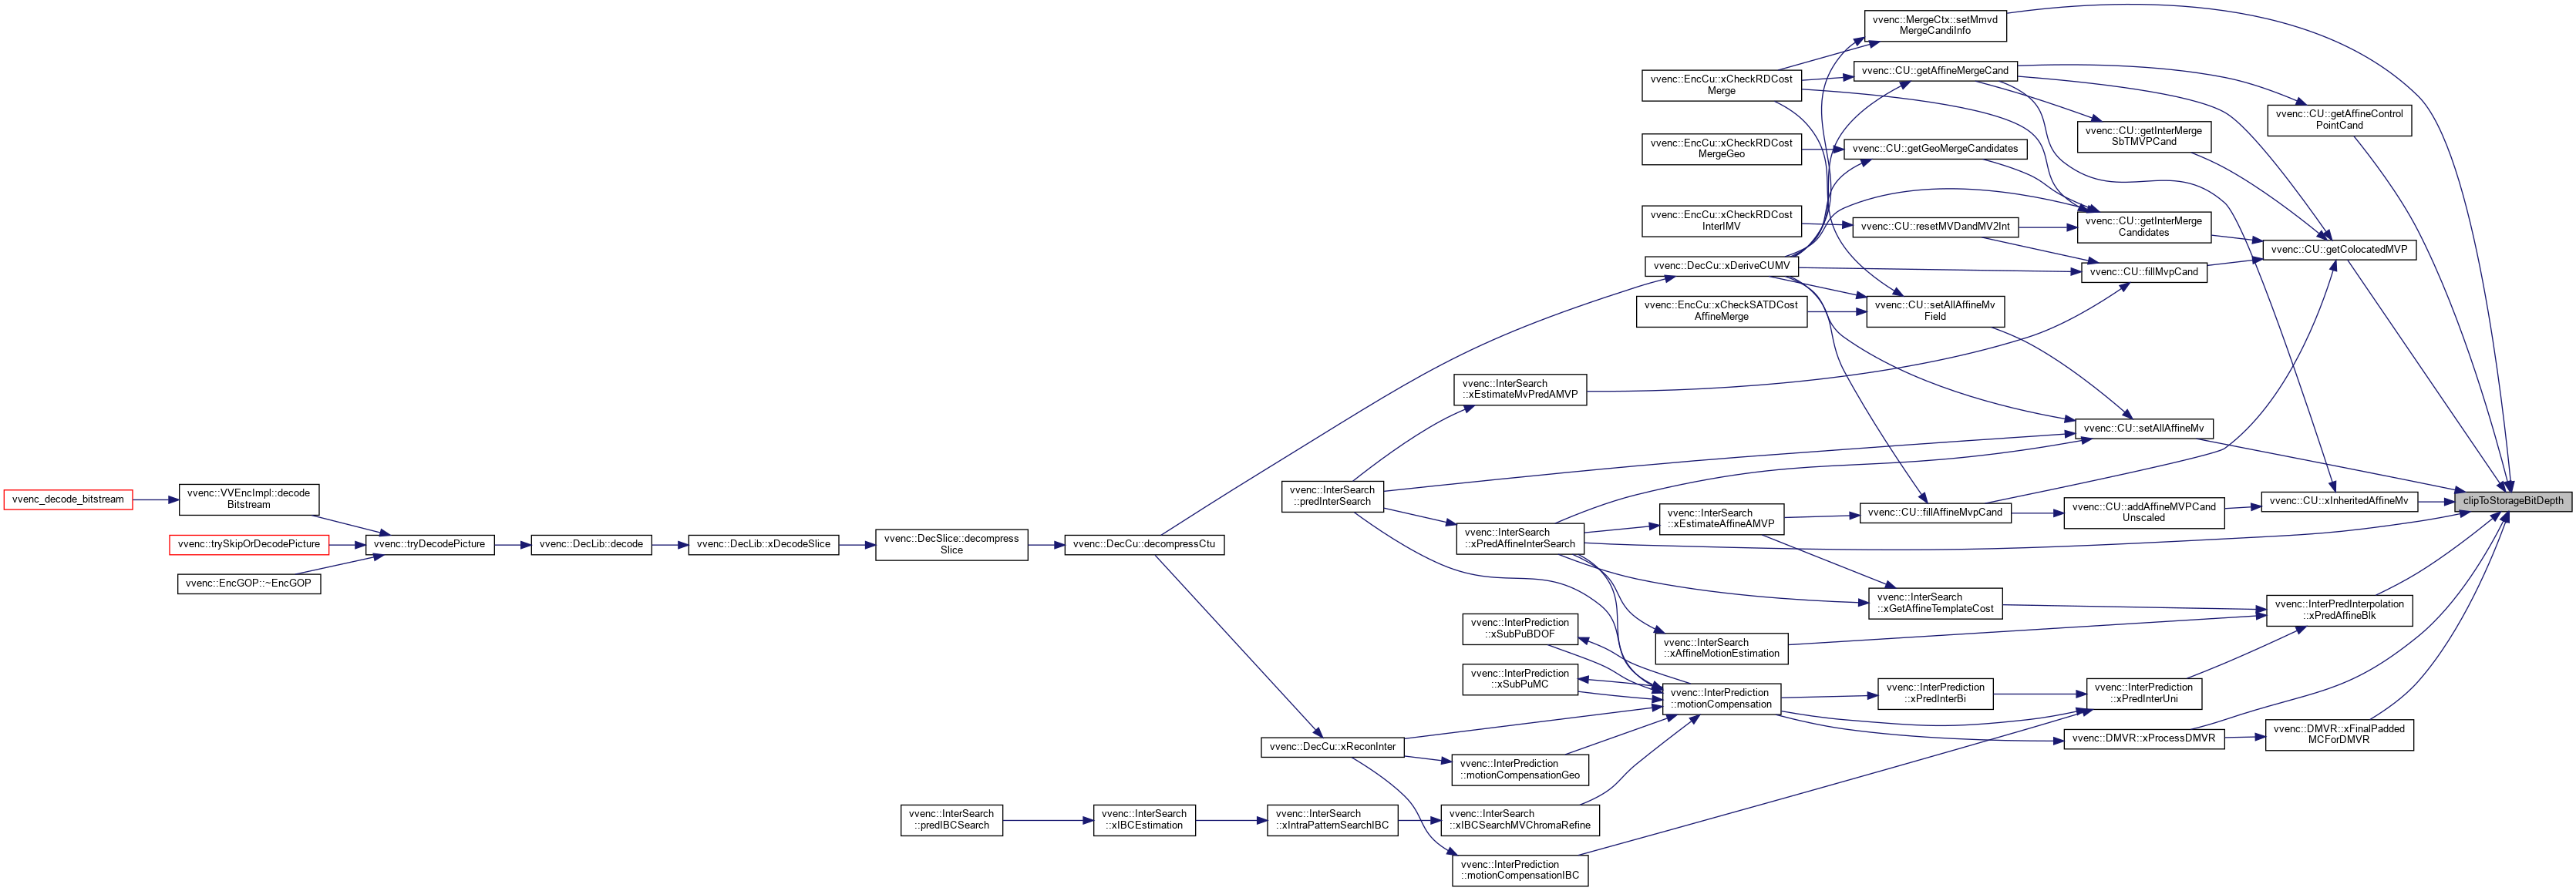 vvenc::MergeCtx::setMmvd
MergeCandiInfo
vvenc::EncCu::xCheckRDCost
Merge
vvenc::CU::getAffineMergeCand
vvenc::CU::getAffineControl
PointCand
vvenc::CU::getInterMerge
SbTMVPCand
vvenc::EncCu::xCheckRDCost
MergeGeo
vvenc::CU::getGeoMergeCandidates
vvenc::EncCu::xCheckRDCost
InterIMV
vvenc::CU::resetMVDandMV2Int
vvenc::CU::getInterMerge
Candidates
vvenc::CU::getColocatedMVP
vvenc::DecCu::xDeriveCUMV
vvenc::CU::fillMvpCand
vvenc::EncCu::xCheckSATDCost
AffineMerge
vvenc::CU::setAllAffineMv
Field
vvenc::InterSearch
::xEstimateMvPredAMVP
vvenc::CU::setAllAffineMv
vvenc_decode_bitstream
vvenc::VVEncImpl::decode
Bitstream
vvenc::InterSearch
::predInterSearch
vvenc::InterSearch
::xEstimateAffineAMVP
vvenc::CU::fillAffineMvpCand
vvenc::CU::addAffineMVPCand
Unscaled
vvenc::CU::xInheritedAffineMv
clipToStorageBitDepth
vvenc::trySkipOrDecodePicture
vvenc::tryDecodePicture
vvenc::DecLib::decode
vvenc::DecLib::xDecodeSlice
vvenc::DecSlice::decompress
Slice
vvenc::DecCu::decompressCtu
vvenc::InterSearch
::xPredAffineInterSearch
vvenc::EncGOP::~EncGOP
vvenc::InterSearch
::xGetAffineTemplateCost
vvenc::InterPredInterpolation
::xPredAffineBlk
vvenc::InterPrediction
::xSubPuBDOF
vvenc::InterSearch
::xAffineMotionEstimation
vvenc::InterPrediction
::xSubPuMC
vvenc::InterPrediction
::motionCompensation
vvenc::InterPrediction
::xPredInterBi
vvenc::InterPrediction
::xPredInterUni
vvenc::DecCu::xReconInter
vvenc::InterPrediction
::motionCompensationGeo
vvenc::DMVR::xProcessDMVR
vvenc::DMVR::xFinalPadded
MCForDMVR
vvenc::InterSearch
::predIBCSearch
vvenc::InterSearch
::xIBCEstimation
vvenc::InterSearch
::xIntraPatternSearchIBC
vvenc::InterSearch
::xIBCSearchMVChromaRefine
vvenc::InterPrediction
::motionCompensationIBC